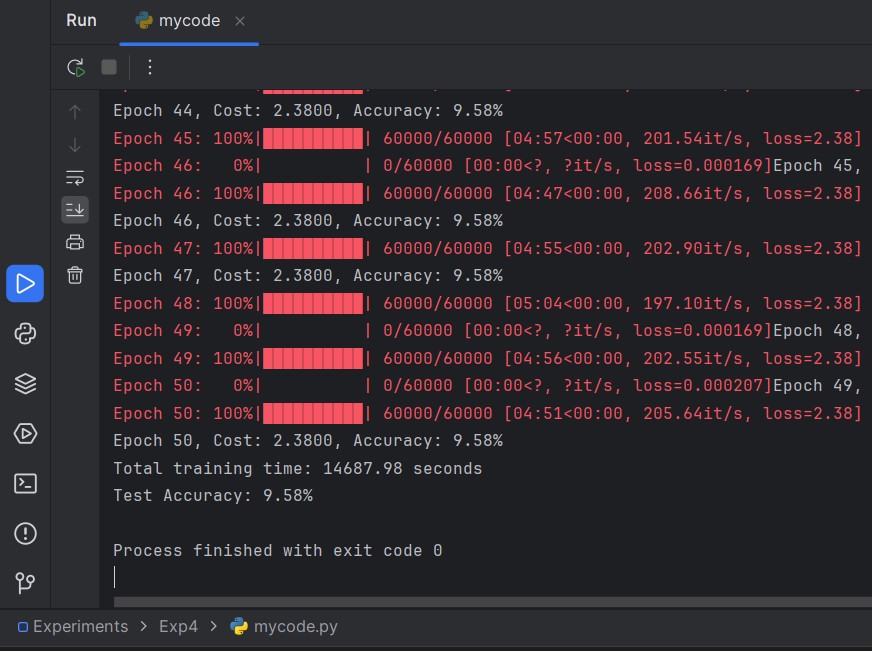 Run mycode
Epoch 44, Cost: 2.3800, Accuracy: 9.58%
Epoch 45: 100%|██████████| 60000/60000 [04:57<00:00, 201.54it/s, loss=2.38]
Epoch 46:   0%|          | 0/60000 [00:00<?, ?it/s, loss=0.000169]Epoch 45,
Epoch 46: 100%|██████████| 60000/60000 [04:47<00:00, 208.66it/s, loss=2.38]
Epoch 46, Cost: 2.3800, Accuracy: 9.58%
Epoch 47: 100%|██████████| 60000/60000 [04:55<00:00, 202.90it/s, loss=2.38]
Epoch 47, Cost: 2.3800, Accuracy: 9.58%
Epoch 48: 100%|██████████| 60000/60000 [05:04<00:00, 197.10it/s, loss=2.38]
Epoch 49:   0%|          | 0/60000 [00:00<?, ?it/s, loss=0.000169]Epoch 48,
Epoch 49: 100%|██████████| 60000/60000 [04:56<00:00, 202.55it/s, loss=2.38]
Epoch 50:   0%|          | 0/60000 [00:00<?, ?it/s, loss=0.000207]Epoch 49,
Epoch 50: 100%|██████████| 60000/60000 [04:51<00:00, 205.64it/s, loss=2.38]
Epoch 50, Cost: 2.3800, Accuracy: 9.58%
Total training time: 14687.98 seconds
Test Accuracy: 9.58%
Process finished with exit code 0
Experiments > Exp4 > mycode.py